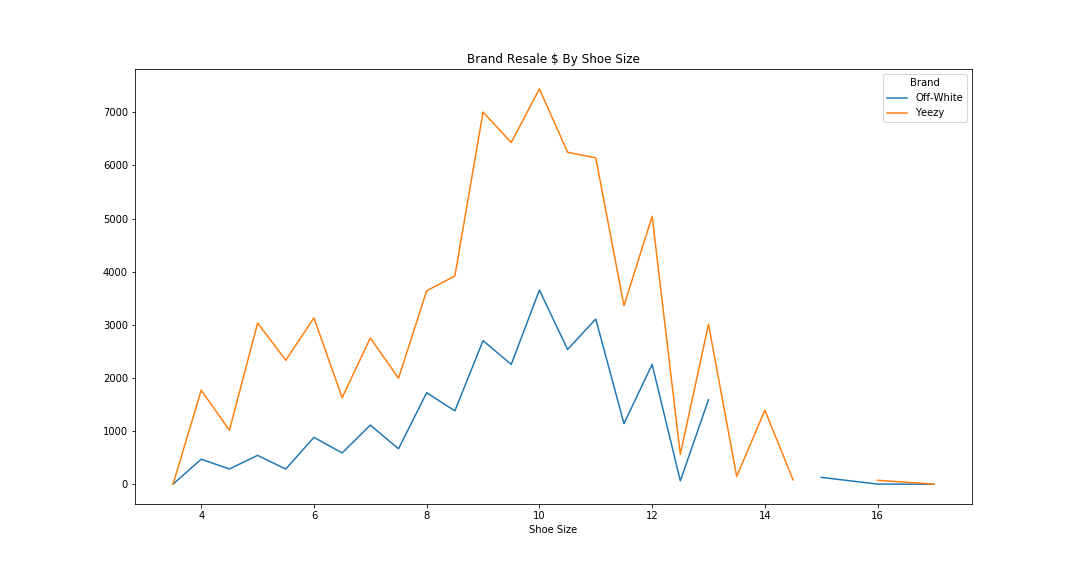 Brand Resale $ By Shoe Size
Brand
Off-White
Yeezy
7000
6000
5000
4000
3000
2000
1000
0
4 6 8 10 12 14 16
Shoe Size